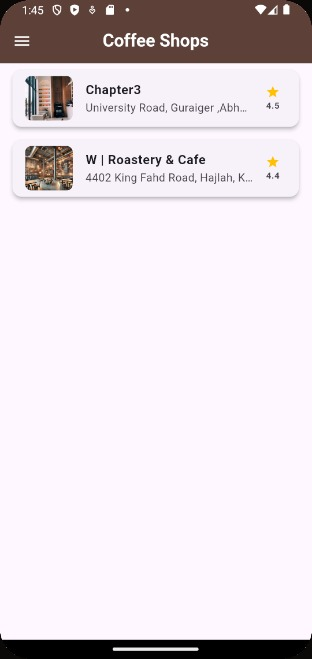 1:45
Coffee Shops
Chapter3
University Road, Guraiger ,Abh...
4.5
W | Roastery & Cafe
4402 King Fahd Road, Hajlah, K...
4.4